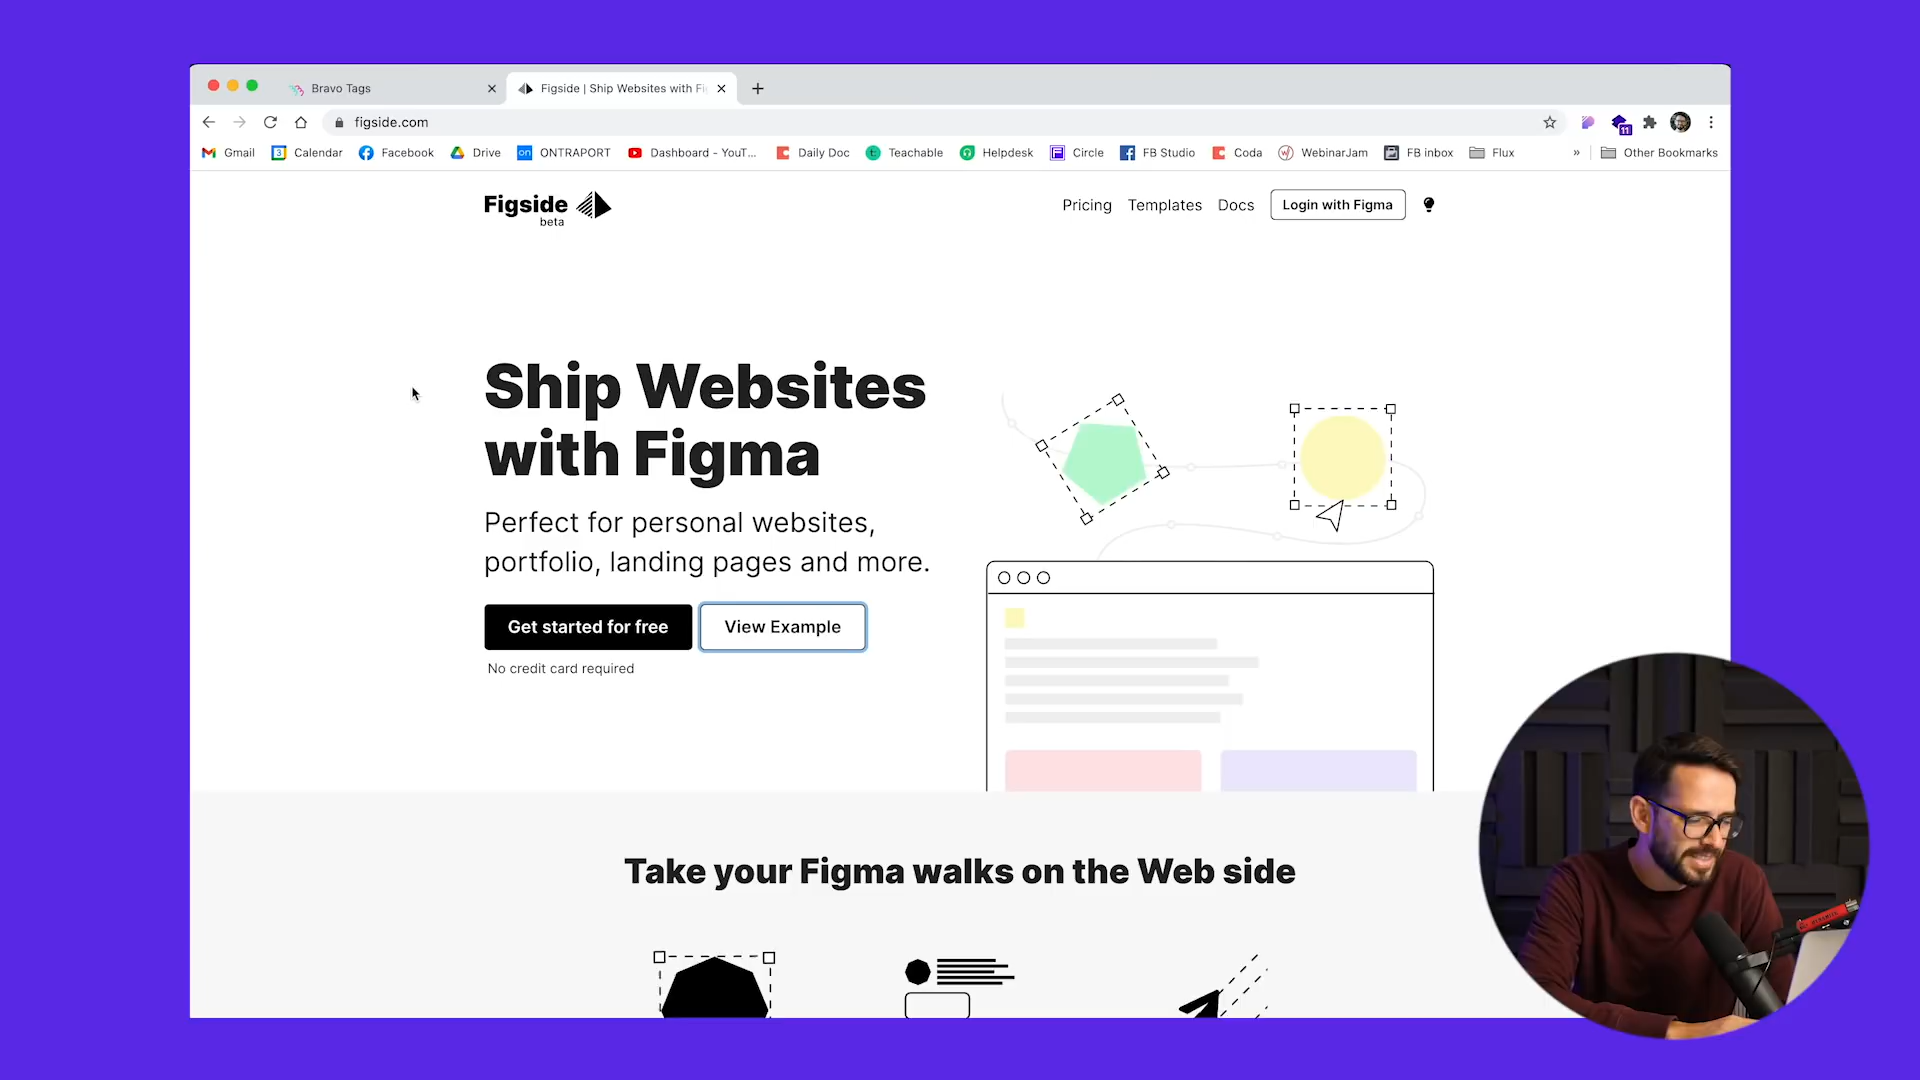 Bravo Tags
Figside | Ship Websites with Fi
figside.com
11
Gmail
3
Calendar
Facebook
Drive
on
ONTRAPORT
Dashboard - YouT...
Daily Doc
Teachable
Helpdesk
Circle
FB Studio
Coda
WebinarJam
FB inbox
Flux
»
Other Bookmarks
Figside
beta
Pricing
Templates
Docs
Login with Figma
Ship Websites
with Figma
Perfect for personal websites,
portfolio, landing pages and more.
Get started for free
View Example
No credit card required
Take your Figma walks on the Web side